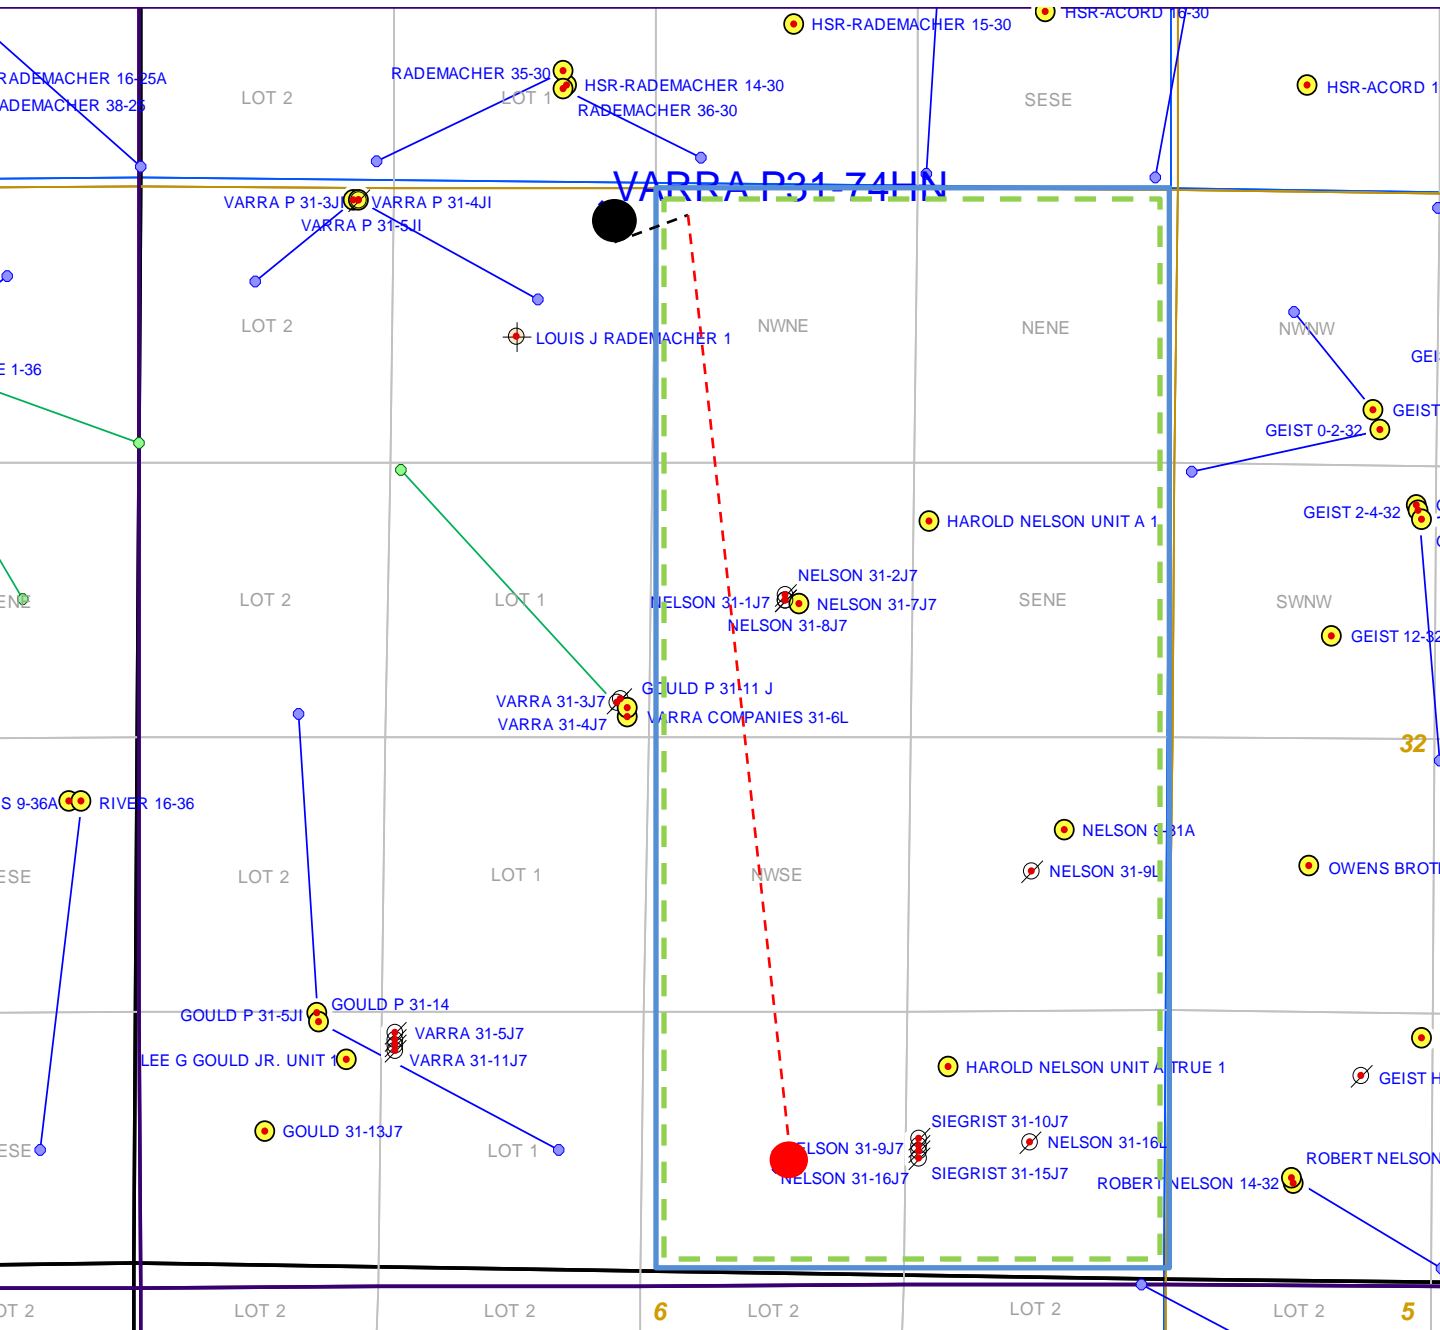 HSR-ACORD 16-30
HSR-RADEMACHER 15-30
RADEMACHER 35-30
RADEMACHER 16-25A
HSR-RADEMACHER 14-30
HSR-ACORD 1
LOT 2
LOT 1
SESE
ADEMACHER 38-25
RADEMACHER 36-30
VARRA P31-74HN
VARRA P 31-3JI
VARRA P 31-4JI
VARRA P 31-5JI
LOT 2
NWNE
NENE
NWNW
LOUIS J RADEMACHER 1
GEI
E 1-36
GEIST
GEIST 0-2-32
GEIST 2-4-32
HAROLD NELSON UNIT A 1
NELSON 31-2J7
ENE
LOT 2
LOT 1
NELSON 31-1J7
NELSON 31-7J7
SENE
SWNW
NELSON 31-8J7
GEIST 12-32
GOULD P 31-11 J
VARRA 31-3J7
VARRA COMPANIES 31-6L
VARRA 31-4J7
32
S 9-36A
RIVER 16-36
NELSON 9-31A
ESE
LOT 2
LOT 1
NWSE
NELSON 31-9L
OWENS BROT
GOULD P 31-14
GOULD P 31-5JI
VARRA 31-5J7
LEE G GOULD JR. UNIT 1
VARRA 31-11J7
HAROLD NELSON UNIT A TRUE 1
GEIST H
SIEGRIST 31-10J7
GOULD 31-13J7
ESE
LOT 1
ELSON 31-9J7
NELSON 31-16L
ROBERT NELSON
NELSON 31-16J7
SIEGRIST 31-15J7
ROBERT NELSON 14-32
OT 2
LOT 2
LOT 2
6
LOT 2
LOT 2
LOT 2
5